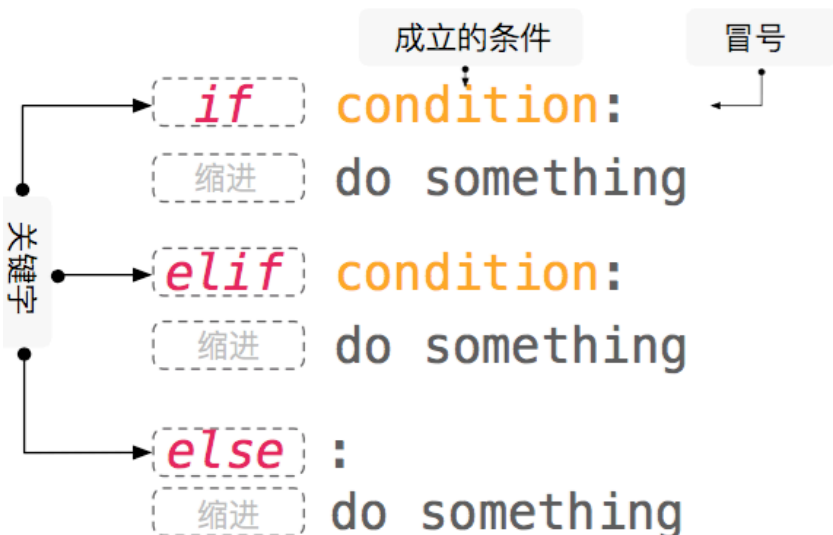 成立的条件 冒号
if condition:
缩进 do something
关键字
elif condition:
缩进 do something
else :
缩进 do something